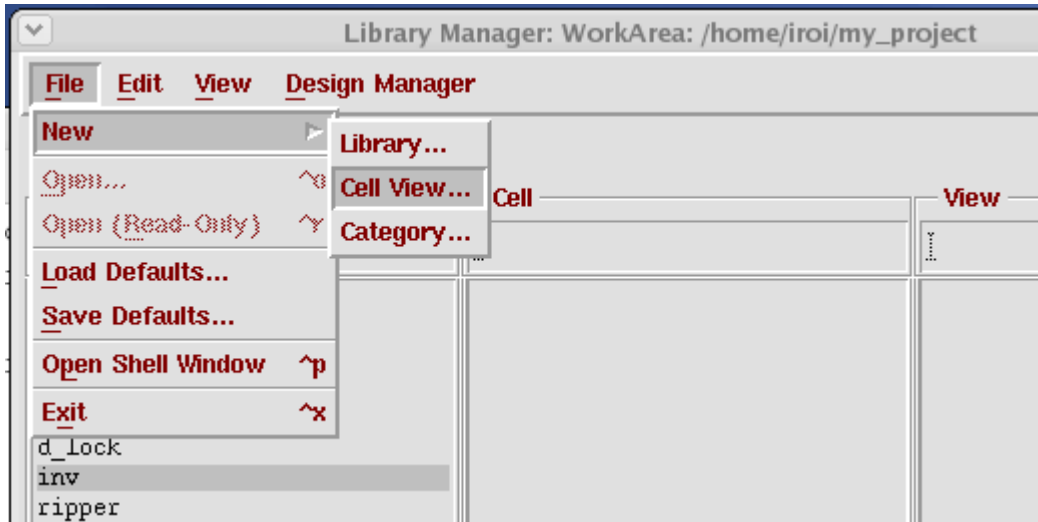 Library Manager: WorkArea: /home/iroi/my_project
File Edit View Design Manager
New
Library...
Open... ^o
Cell View...
Open (Read-Only) ^r
Category...
Cell
View
Load Defaults...
Save Defaults...
Open Shell Window ^p
Exit ^x
d_lock
inv
ripper